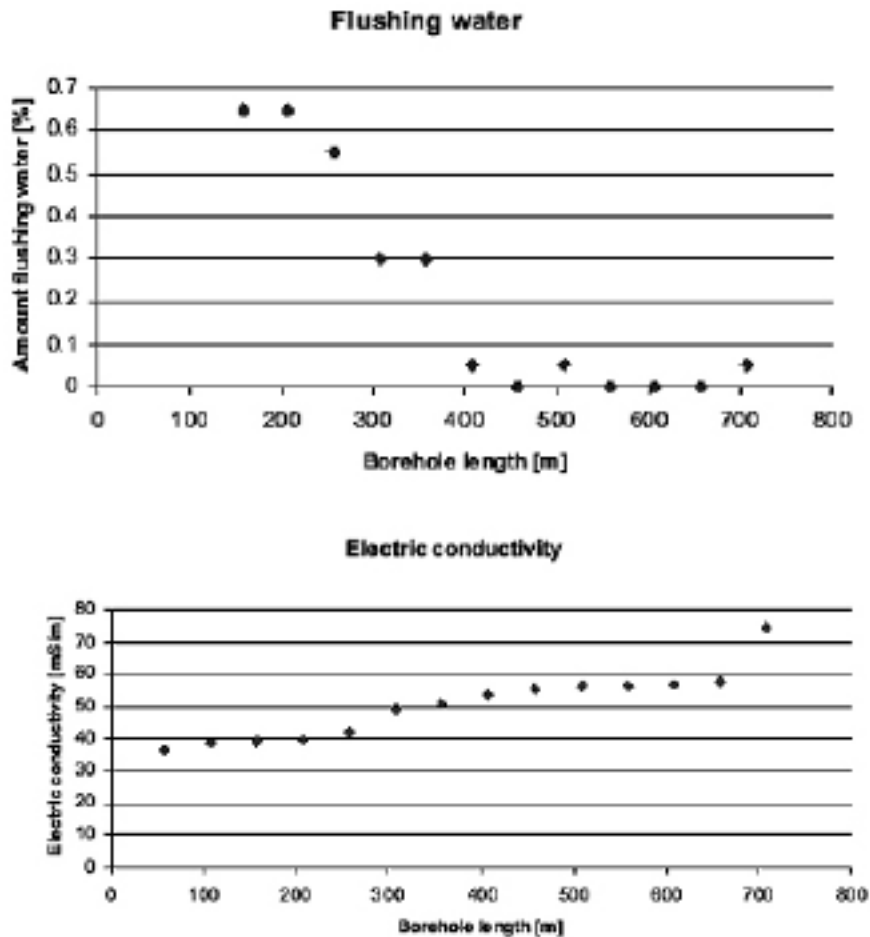 Flushing water
Amount flushing water [%]
0.7
0.6
0.5
0.4
0.3
0.2
0.1
0
0 100 200 300 400 500 600 700 800
Borehole length [m]
Electric conductivity
Electric conductivity [mS/m]
80
70
60
50
40
30
20
10
0
0 100 200 300 400 500 600 700 800
Borehole length [m]